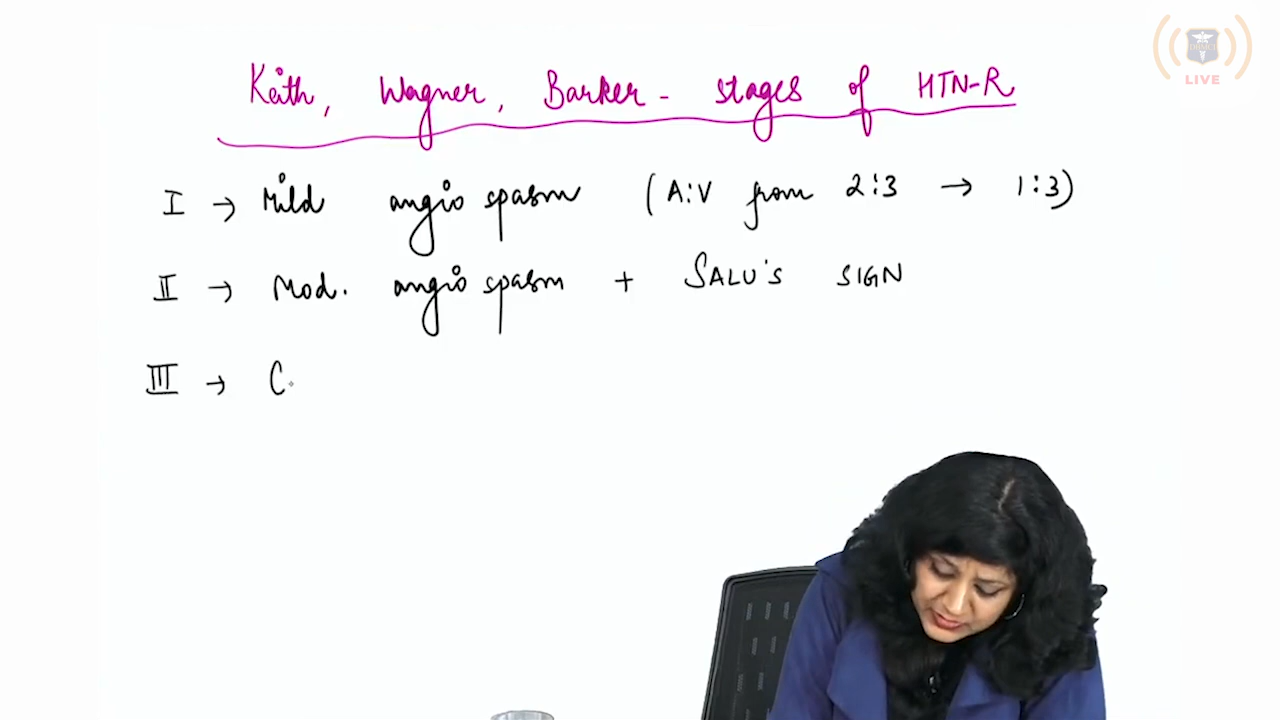 LIVE
Keith, Wagner, Barker - stages of HTN-R
I → Mild angiospasm (A:V from 2:3 → 1:3)
II → Mod. angiospasm + SALU'S SIGN
III → C